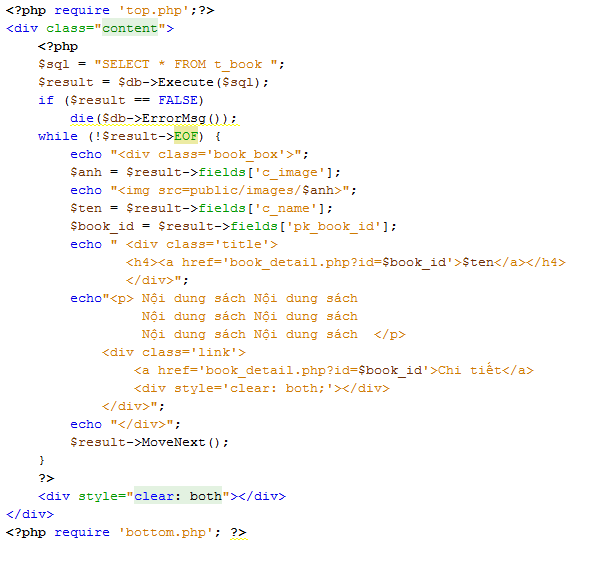 <?php require 'top.php';?>
<div class="content">
    <?php
    $sql = "SELECT * FROM t_book ";
    $result = $db->Execute($sql);
    if ($result == FALSE)
        die($db->ErrorMsg());
    while (!$result->EOF) {
        echo "<div class='book_box'>";
        $anh = $result->fields['c_image'];
        echo "<img src=public/images/$anh>";
        $ten = $result->fields['c_name'];
        $book_id = $result->fields['pk_book_id'];
        echo " <div class='title'>
               <h4><a href='book_detail.php?id=$book_id'>$ten</a></h4>
               </div>";
        echo"<p> Nội dung sách Nội dung sách
                 Nội dung sách Nội dung sách
                 Nội dung sách Nội dung sách  </p>
            <div class='link'>
                <a href='book_detail.php?id=$book_id'>Chi tiết</a>
                <div style='clear: both;'></div>
            </div>";
        echo "</div>";
        $result->MoveNext();
    }
    ?>
    <div style="clear: both"></div>
</div>
<?php require 'bottom.php'; ?>